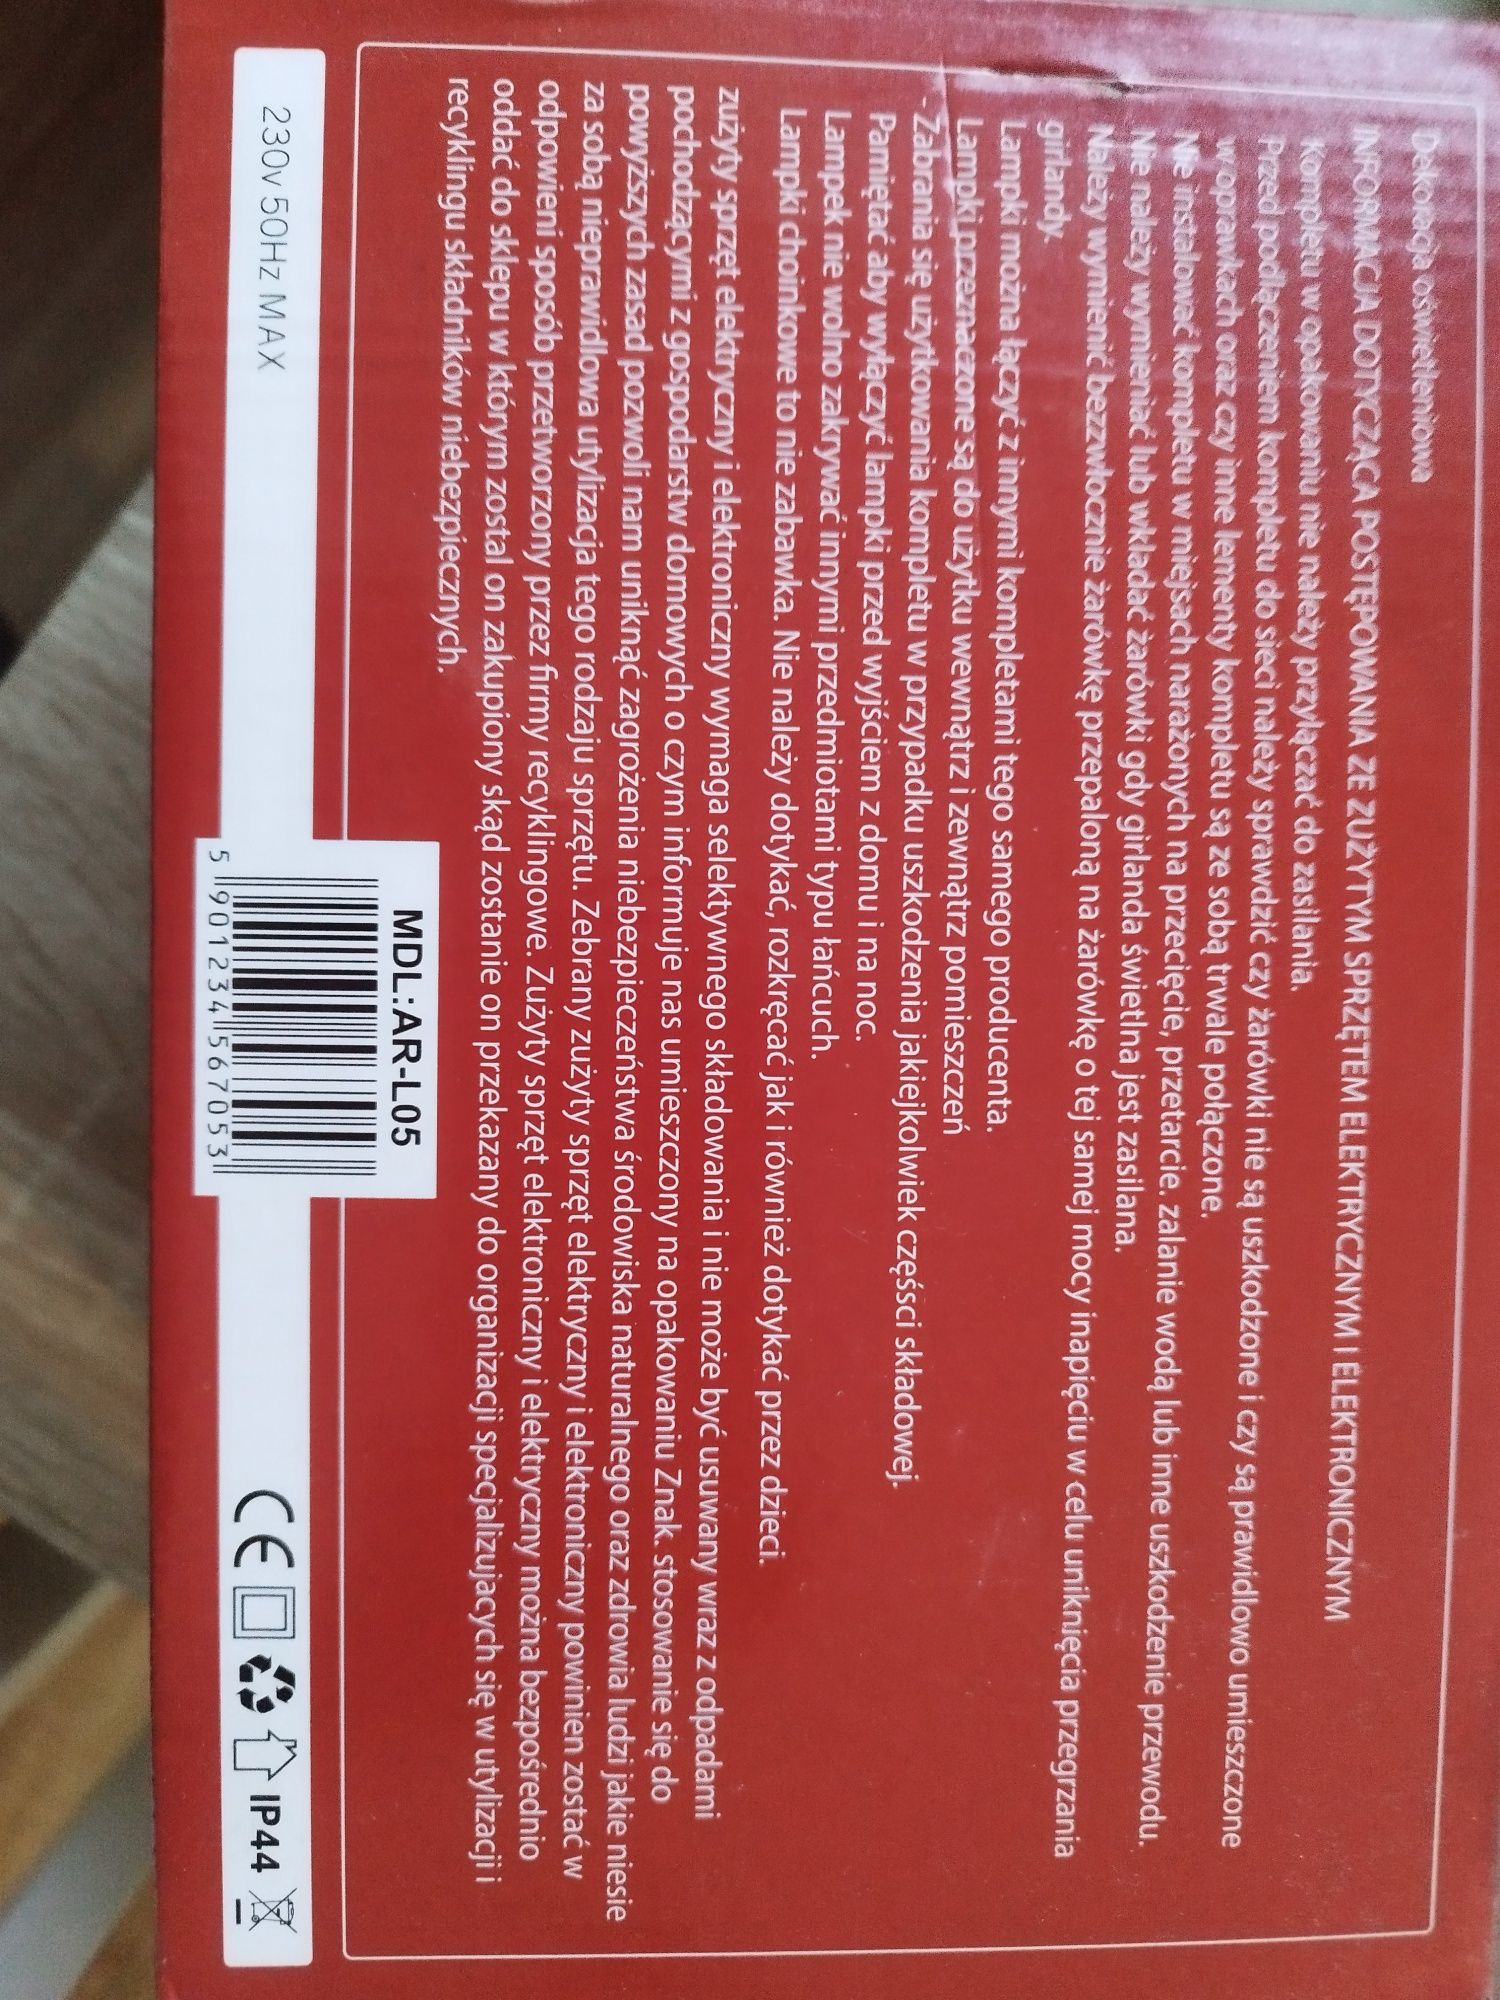 Dekoracja oświetleniowa
INFORMACJA DOTYCZĄCA POSTĘPOWANIA ZE ZUŻYTYM SPRZĘTEM ELEKTRYCZNYM I ELEKTRONICZNYM
Kompletu w opakowaniu nie należy przyłączać do zasilania.
Przed podłączeniem kompletu do sieci należy sprawdzić czy żarówki nie są uszkodzone i czy są prawidłowo umieszczone
w oprawkach oraz czy inne lementy kompletu są ze sobą trwale połączone.
Nie instalować kompletu w miejsach narażonych na przecięcie, przetarcie. zalanie wodą lub inne uszkodzenie przewodu.
Nie należy wymieniać lub wkładać żarówki gdy girlanda świetlna jest zasilana.
Należy wymienić bezzwłocznie żarówkę przepaloną na żarówkę o tej samej mocy inapięciu w celu uniknięcia przegrzania
girlandy.
Lampki można łączyć z innymi kompletami tego samego producenta.
Lampki przeznaczone są do użytku wewnątrz i zewnątrz pomieszczeń
- Zabrania się użytkowania kompletu w przypadku uszkodzenia jakiejkolwiek częśsci składowej.
Pamiętać aby wyłączyć lampki przed wyjściem z domu i na noc.
Lampek nie wolno zakrywać innymi przedmiotami typu łańcuch.
Lampki choinkowe to nie zabawka. Nie należy dotykać, rozkręcać jak i również dotykać przez dzieci.
zużyty sprzęt elektryczny i elektroniczny wymaga selektywnego składowania i nie może być usuwany wraz z odpadami
pochodzącymi z gospodarstw domowych o czym informuje nas umieszczony na opakowaniu Znak. stosowanie się do
powyższych zasad pozwoli nam uniknąć zagrożenia niebezpieczeństwa środowiska naturalnego oraz zdrowia ludzi jakie niesie
za sobą nieprawidlowa utylizacja tego rodzaju sprzętu. Zebrany zużyty sprzęt elektryczny i elektroniczny powinien zostać w
odpowieni sposób przetworzony przez firmy recyklingowe. Zużyty sprzęt elektroniczny i elektryczny można bezpośrednio
oddać do sklepu w którym zostal on zakupiony skąd zostanie on przekazany do organizacji specjalizujacych się w utylizacji i
recyklingu składników niebezpiecznych.
MDL:AR-L05
5 901234 567053
230v 50Hz MAX
CE IP44